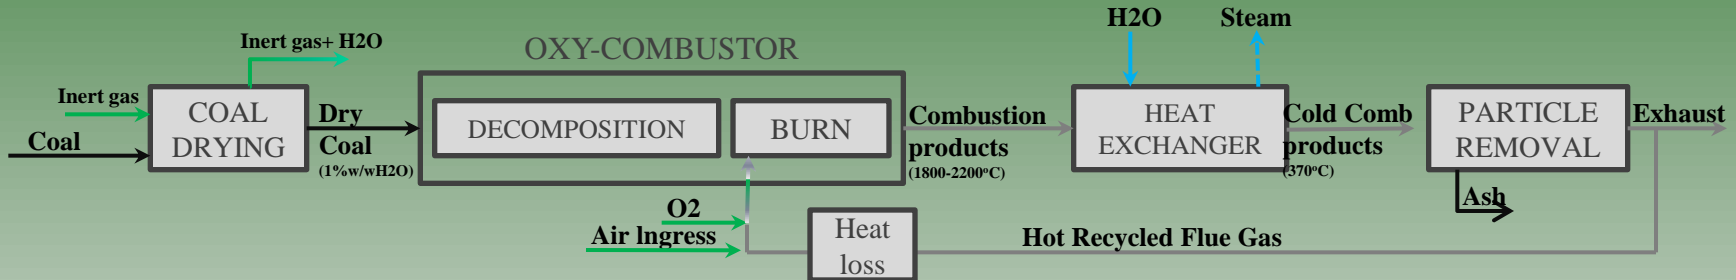 H2O
Steam
Inert gas+ H2O
OXY-COMBUSTOR
Inert gas
COAL
DRYING
Coal
Dry
Coal
(1%w/wH2O)
DECOMPOSITION
BURN
Combustion
products
(1800-2200°C)
HEAT
EXCHANGER
Cold Comb
products
(370°C)
PARTICLE
REMOVAL
Exhaust
Ash
O2
Air Ingress
Heat
loss
Hot Recycled Flue Gas